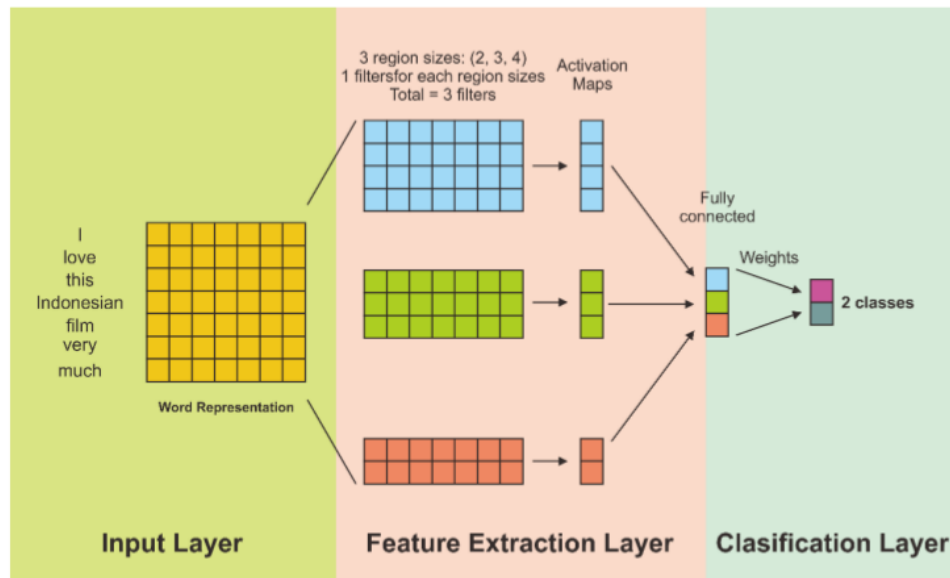 I
love
this
Indonesian
film
very
much
Word Representation
Input Layer
3 region sizes: (2, 3, 4)
1 filtersfor each region sizes
Total = 3 filters
Activation
Maps
Feature Extraction Layer
Fully
connected
Weights
2 classes
Clasification Layer